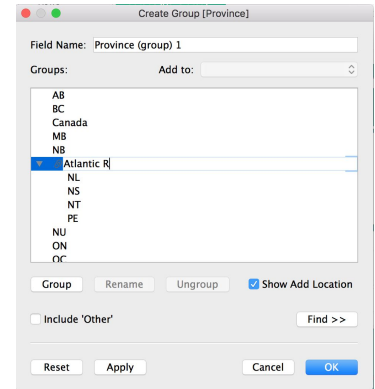 Create Group [Province]
Field Name: Province (group) 1
Groups: Add to:
AB
BC
Canada
MB
NB
Atlantic R
NL
NS
NT
PE
NU
ON
QC
Group Rename Ungroup Show Add Location
Include 'Other' Find >>
Reset Apply Cancel OK